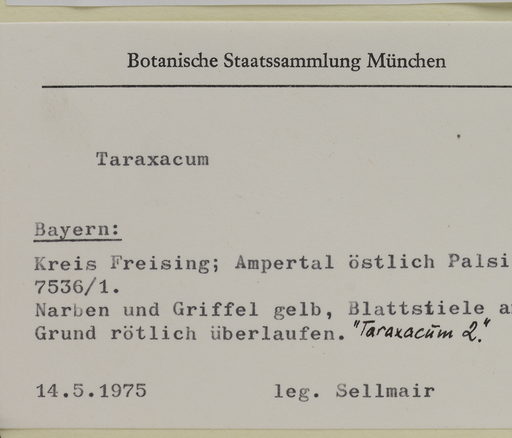 Botanische Staatssammlung München
Taraxacum
Bayern:
Kreis Freising; Ampertal östlich Palsi
7536/1.
Narben und Griffel gelb, Blattstiele
Grund rötlich überlaufen. "Taraxacum 2."
14.5.1975 leg. Sellmair